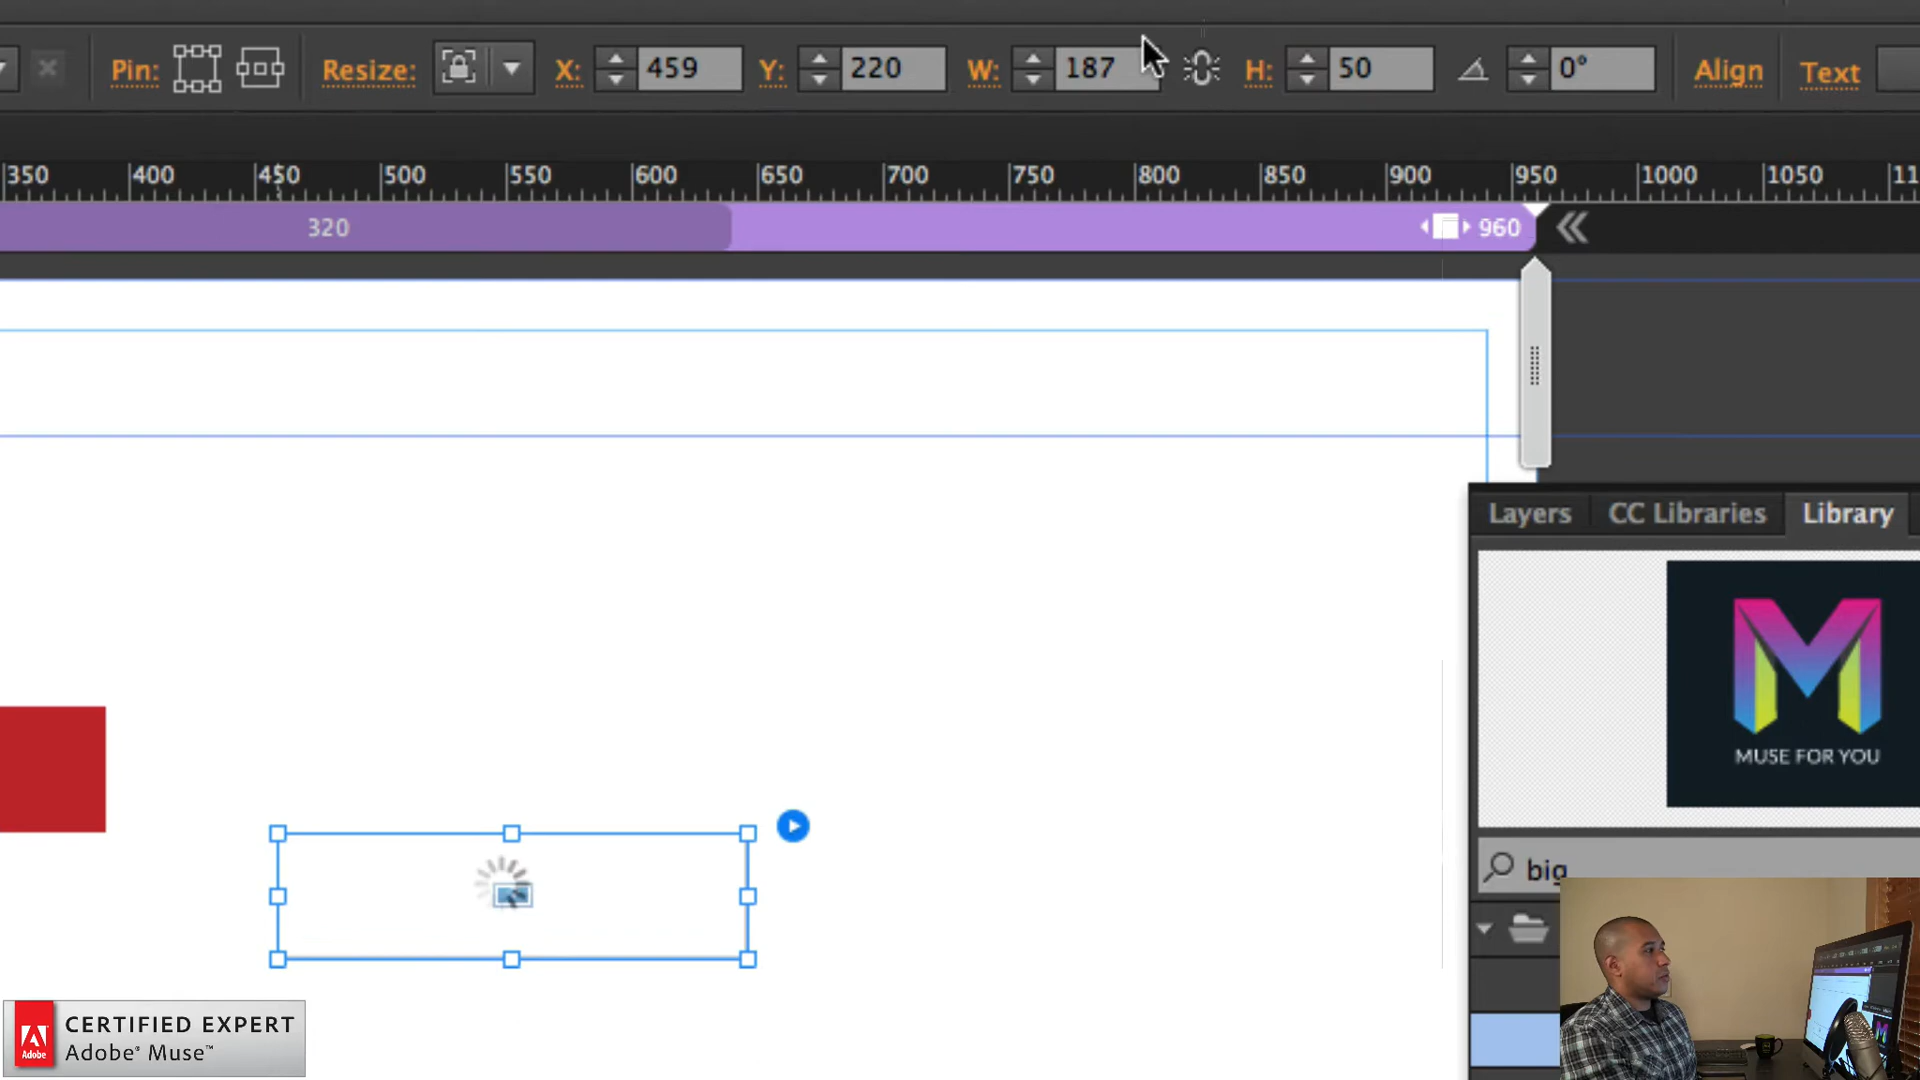 Pin: Resize: X: 459 Y: 220 W: 187 H: 50 0° Align Text
350 400 450 500 550 600 650 700 750 800 850 900 950 1000 1050 11
320 960
Layers CC Libraries Library
MUSE FOR YOU
big
CERTIFIED EXPERT
Adobe
Adobe® Muse™